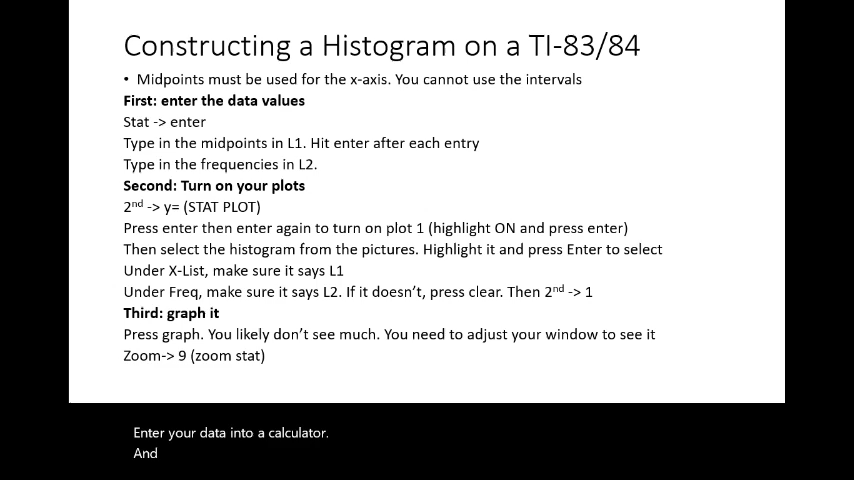 Constructing a Histogram on a TI-83/84
• Midpoints must be used for the x-axis. You cannot use the intervals
First: enter the data values
Stat -> enter
Type in the midpoints in L1. Hit enter after each entry
Type in the frequencies in L2.
Second: Turn on your plots
2nd -> y= (STAT PLOT)
Press enter then enter again to turn on plot 1 (highlight ON and press enter)
Then select the histogram from the pictures. Highlight it and press Enter to select
Under X-List, make sure it says L1
Under Freq, make sure it says L2. If it doesn't, press clear. Then 2nd -> 1
Third: graph it
Press graph. You likely don't see much. You need to adjust your window to see it
Zoom-> 9 (zoom stat)
Enter your data into a calculator.
And